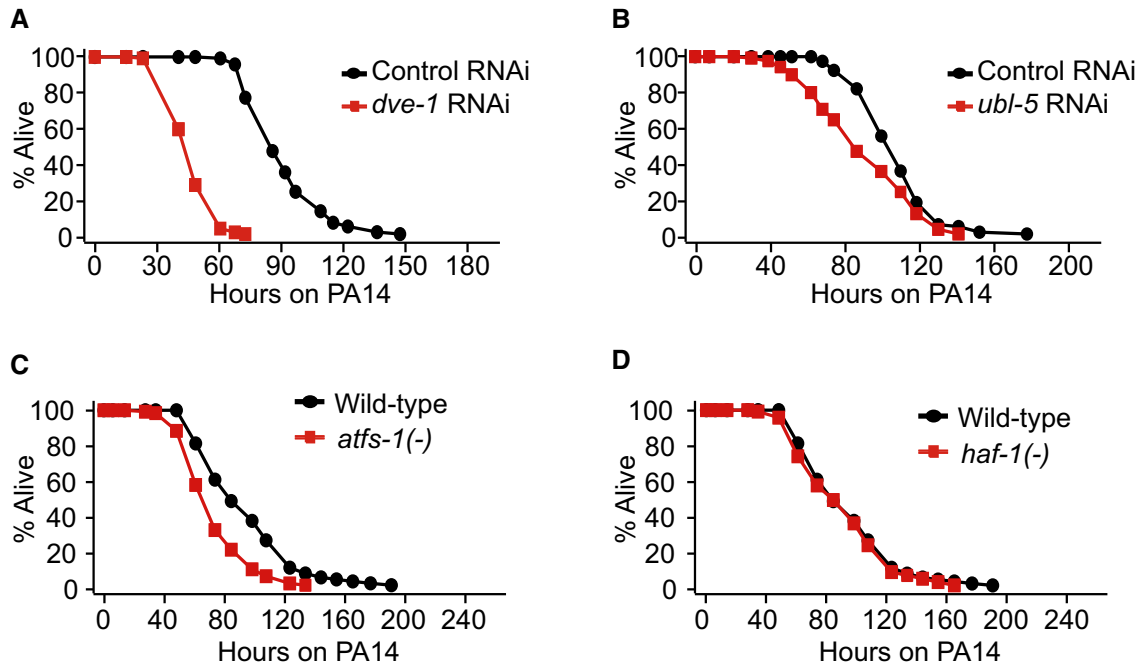 A
100
80
60
40
20
0
% Alive
Control RNAi
dve-1 RNAi
0 30 60 90 120 150 180
Hours on PA14
B
100
80
60
40
20
0
% Alive
Control RNAi
ubl-5 RNAi
0 40 80 120 160 200
Hours on PA14
C
100
80
60
40
20
0
% Alive
Wild-type
atfs-1(-)
0 40 80 120 160 200 240
Hours on PA14
D
100
80
60
40
20
0
% Alive
Wild-type
haf-1(-)
0 40 80 120 160 200 240
Hours on PA14